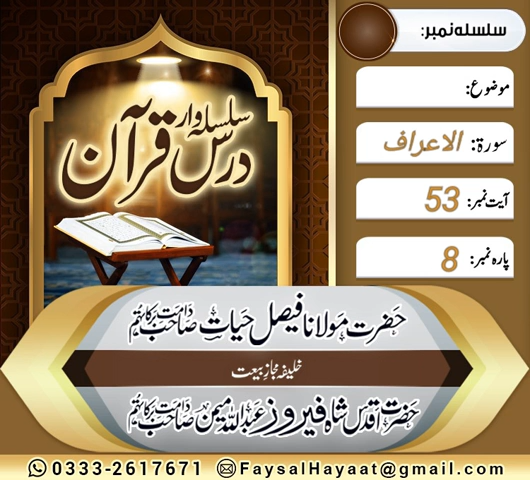 سلسلہ نمبر:
سلسلہ وار
درس قرآن
موضوع:
سورۃ: الاعراف
آیت نمبر: 53
پارہ نمبر: 8
حضرت مولانا فیصل حیات صاحب دامت برکاتہم
خلیفہ مجاز بیعت
حضرت اقدس شاہ فیروز عبداللہ میمن صاحب دامت برکاتہم
0333-2617671 FaysalHayaat@gmail.com